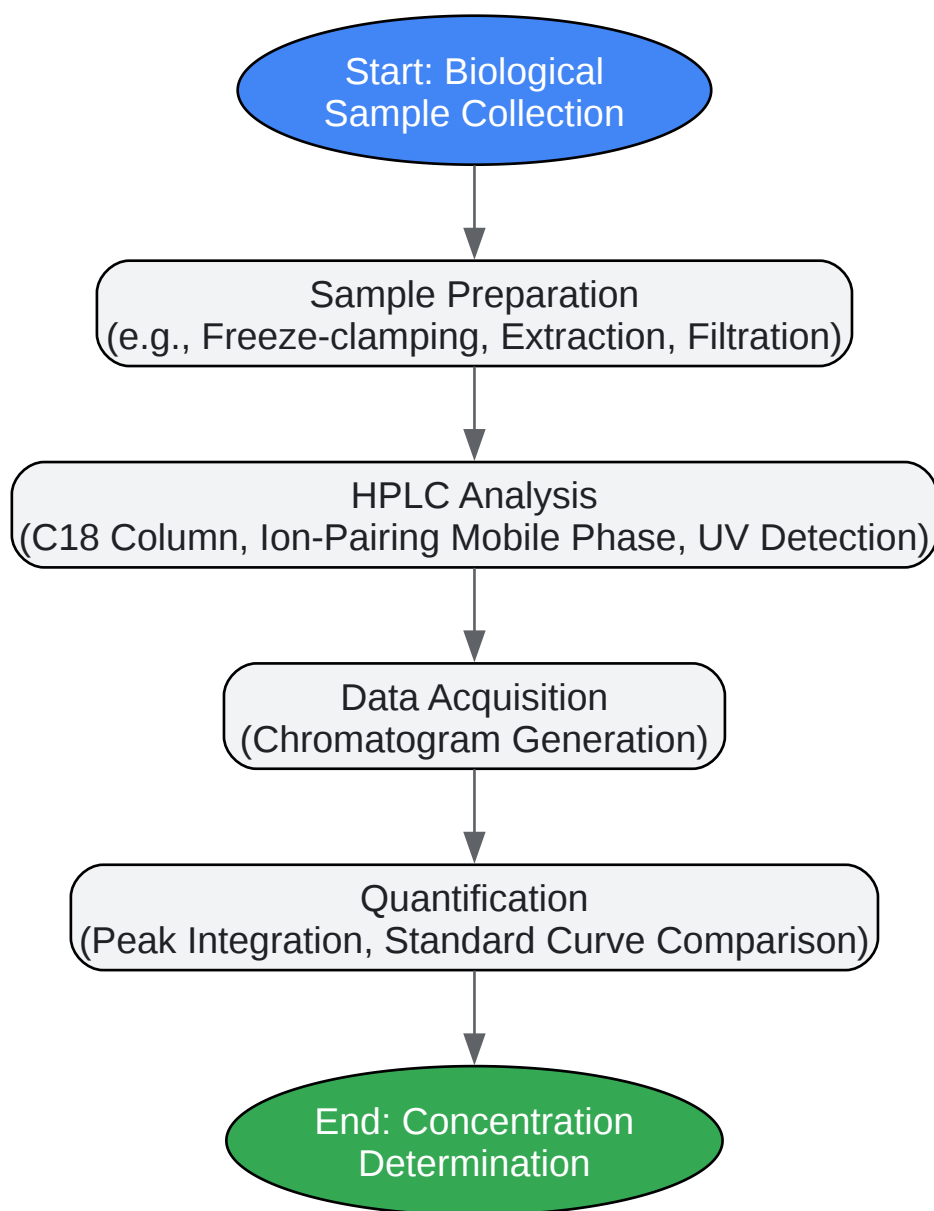 Start: Biological
Sample Collection
Sample Preparation
(e.g., Freeze-clamping, Extraction, Filtration)
HPLC Analysis
(C18 Column, Ion-Pairing Mobile Phase, UV Detection)
Data Acquisition
(Chromatogram Generation)
Quantification
(Peak Integration, Standard Curve Comparison)
End: Concentration
Determination